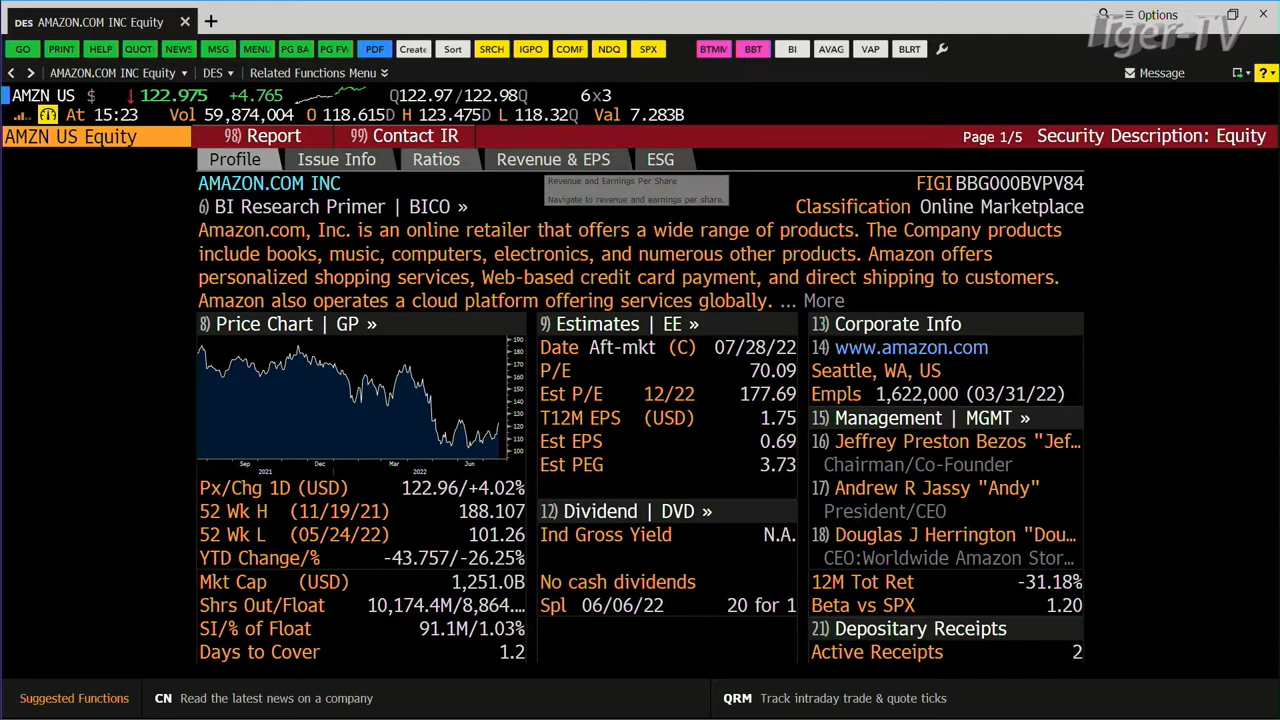 DES AMAZON.COM INC Equity
Options
Tiger-TV
GO PRINT HELP QUOT NEWS MSG MENU PG BA PG FW PDF Create Sort SRCH IGPO COMF NDQ SPX BTMM BBT BI AVAG VAP BLRT
AMAZON.COM INC Equity DES Related Functions Menu Message
AMZN US $ ↓122.975 +4.765 Q122.97/122.98Q 6x3
At 15:23 Vol 59,874,004 O 118.615D H 123.475D L 118.32Q Val 7.283B
AMZN US Equity 98) Report 99) Contact IR Page 1/5 Security Description: Equity
Profile Issue Info Ratios Revenue & EPS ESG
Revenue and Earnings Per Share
Navigate to revenue and earnings per share.
AMAZON.COM INC FIGI BBG000BVPV84
6) BI Research Primer | BICO » Classification Online Marketplace
Amazon.com, Inc. is an online retailer that offers a wide range of products. The Company products
include books, music, computers, electronics, and numerous other products. Amazon offers
personalized shopping services, Web-based credit card payment, and direct shipping to customers.
Amazon also operates a cloud platform offering services globally. ... More
8) Price Chart | GP »
190
180
170
160
150
140
130
120
110
100
Sep Dec Mar Jun
2021 2022
Px/Chg 1D (USD) 122.96/+4.02%
52 Wk H (11/19/21) 188.107
52 Wk L (05/24/22) 101.26
YTD Change/% -43.757/-26.25%
Mkt Cap (USD) 1,251.0B
Shrs Out/Float 10,174.4M/8,864....
SI/% of Float 91.1M/1.03%
Days to Cover 1.2
9) Estimates | EE »
Date Aft-mkt (C) 07/28/22
P/E 70.09
Est P/E 12/22 177.69
T12M EPS (USD) 1.75
Est EPS 0.69
Est PEG 3.73
12) Dividend | DVD »
Ind Gross Yield N.A.
No cash dividends
Spl 06/06/22 20 for 1
13) Corporate Info
14) www.amazon.com
Seattle, WA, US
Empls 1,622,000 (03/31/22)
15) Management | MGMT »
16) Jeffrey Preston Bezos "Jef...
Chairman/Co-Founder
17) Andrew R Jassy "Andy"
President/CEO
18) Douglas J Herrington "Dou...
CEO:Worldwide Amazon Stor...
12M Tot Ret -31.18%
Beta vs SPX 1.20
21) Depositary Receipts
Active Receipts 2
Suggested Functions CN Read the latest news on a company QRM Track intraday trade & quote ticks